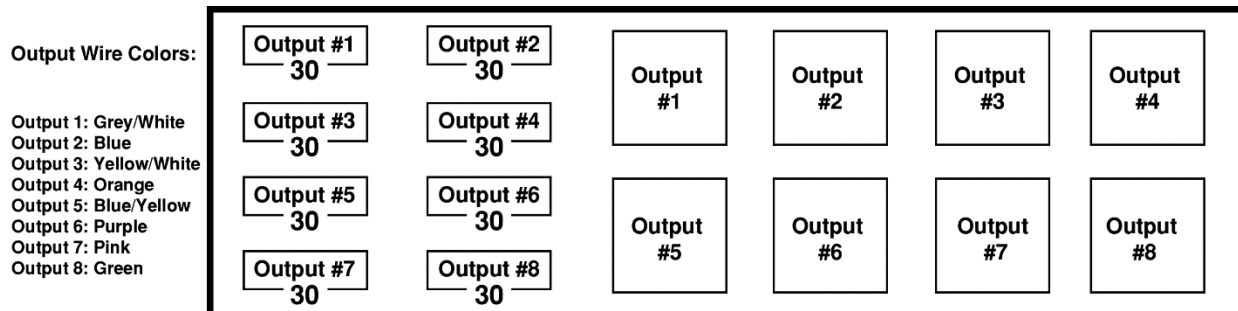 Output Wire Colors:
Output 1: Grey/White
Output 2: Blue
Output 3: Yellow/White
Output 4: Orange
Output 5: Blue/Yellow
Output 6: Purple
Output 7: Pink
Output 8: Green
Output #1
30
Output #2
30
Output #3
30
Output #4
30
Output #5
30
Output #6
30
Output #7
30
Output #8
30
Output
#1
Output
#2
Output
#3
Output
#4
Output
#5
Output
#6
Output
#7
Output
#8